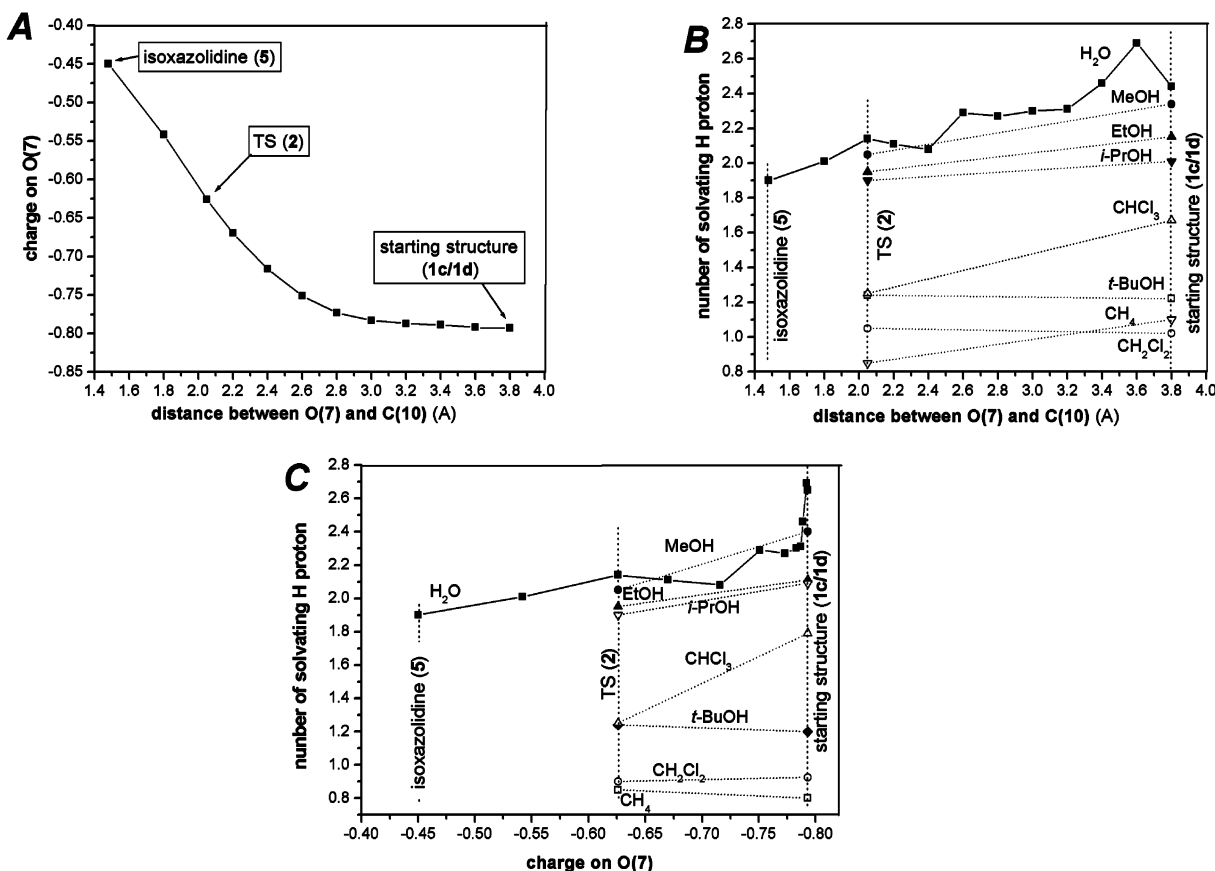 A
-0.40
-0.45
-0.50
-0.55
-0.60
-0.65
-0.70
-0.75
-0.80
-0.85
charge on O(7)
isoxazolidine (5)
TS (2)
starting structure
(1c/1d)
1.4 1.6 1.8 2.0 2.2 2.4 2.6 2.8 3.0 3.2 3.4 3.6 3.8 4.0
distance between O(7) and C(10) (A)
B
2.8
2.6
2.4
2.2
2.0
1.8
1.6
1.4
1.2
1.0
0.8
nunber of solvating H proton
H2O
MeOH
EtOH
i-PrOH
CHCl3
t-BuOH
CH4
CH2Cl2
isoxazolidine (5)
TS (2)
starting structure (1c/1d)
1.4 1.6 1.8 2.0 2.2 2.4 2.6 2.8 3.0 3.2 3.4 3.6 3.8 4.0
distance between O(7) and C(10) (A)
C
2.8
2.6
2.4
2.2
2.0
1.8
1.6
1.4
1.2
1.0
0.8
nunber of solvating H proton
MeOH
H2O
EtOH
i-PrOH
CHCl3
t-BuOH
CH2Cl2
CH4
isoxazolidine (5)
TS (2)
starting structure (1c/1d)
-0.40 -0.45 -0.50 -0.55 -0.60 -0.65 -0.70 -0.75 -0.80
charge on O(7)